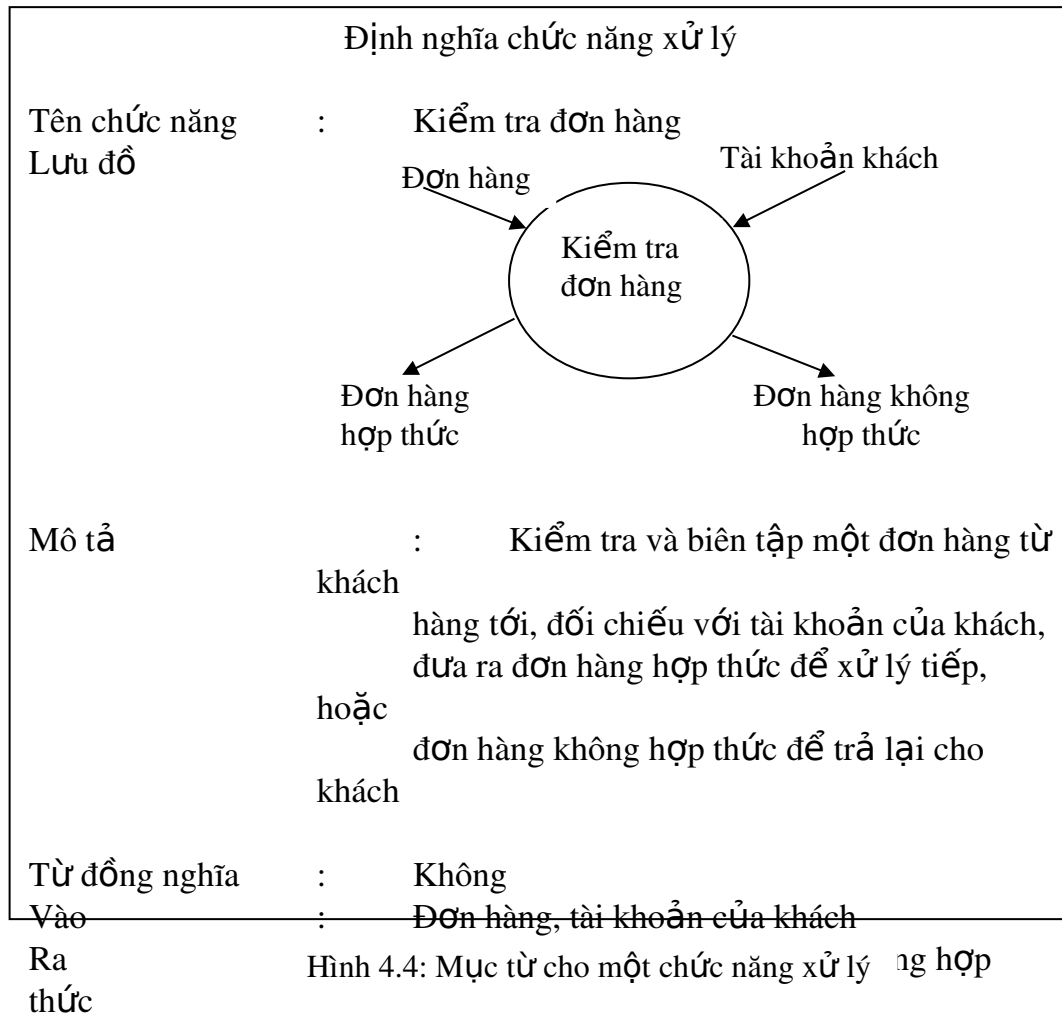 Định nghĩa chức năng xử lý
Tên chức năng : Kiểm tra đơn hàng
Lưu đồ
Đơn hàng
Tài khoản khách
Kiểm tra
đơn hàng
Đơn hàng
hợp thức
Đơn hàng không
hợp thức
Mô tả : Kiểm tra và biên tập một đơn hàng từ
khách
hàng tới, đối chiếu với tài khoản của khách,
đưa ra đơn hàng hợp thức để xử lý tiếp,
hoặc
đơn hàng không hợp thức để trả lại cho
khách
Từ đồng nghĩa : Không
Vào : Đơn hàng, tài khoản của khách
Ra hợp
thức
Hình 4.4: Mục từ cho một chức năng xử lý